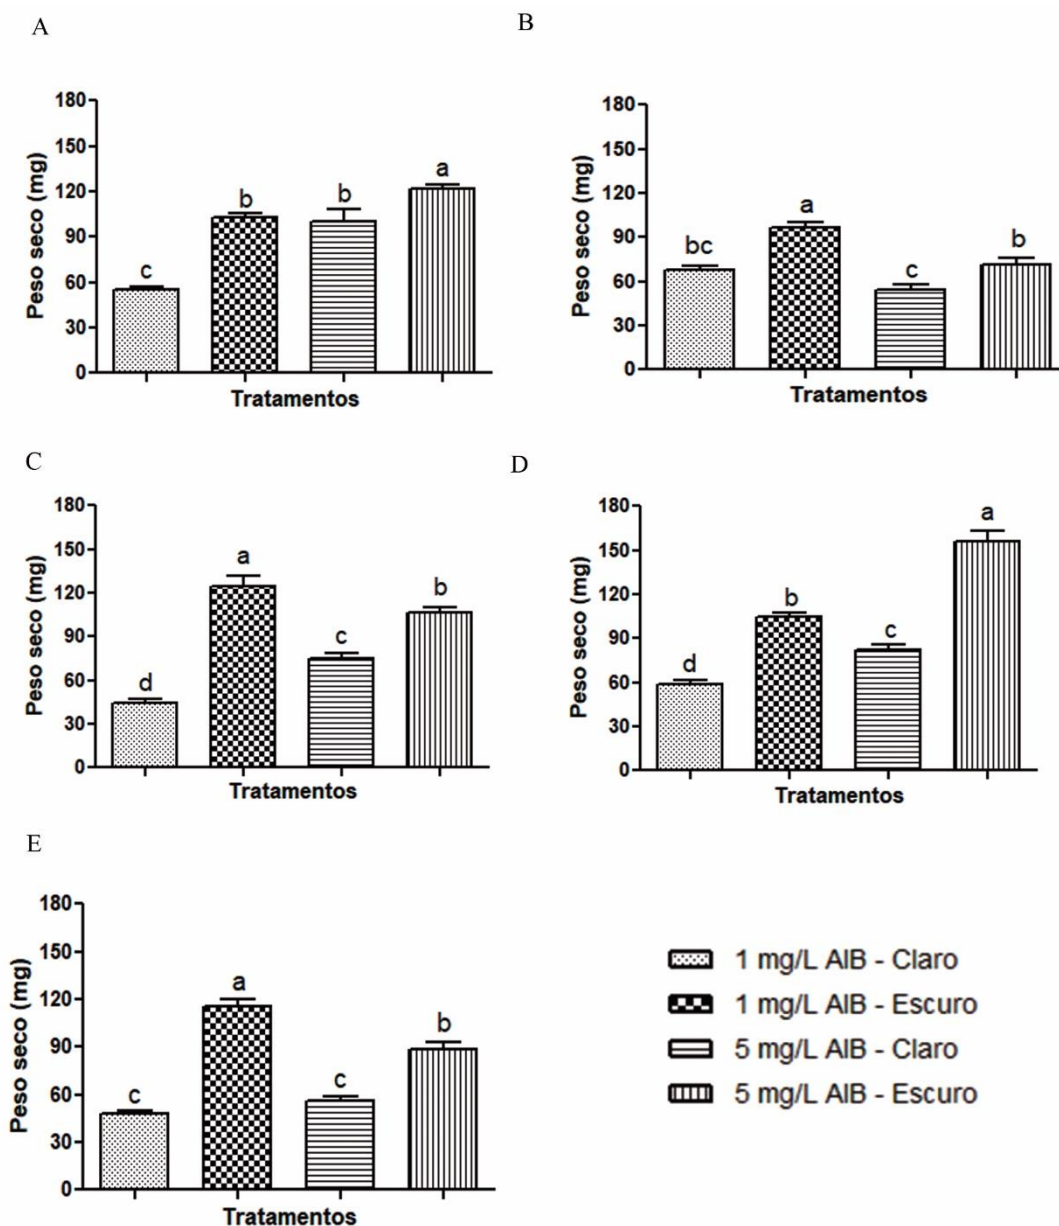 A
Peso seco (mg)
180
150
120
90
60
30
0
c
b
b
a
Tratamentos
B
Peso seco (mg)
180
150
120
90
60
30
0
bc
a
c
b
Tratamentos
C
Peso seco (mg)
180
150
120
90
60
30
0
d
a
c
b
Tratamentos
D
Peso seco (mg)
180
150
120
90
60
30
0
d
b
c
a
Tratamentos
E
Peso seco (mg)
180
150
120
90
60
30
0
c
a
c
b
Tratamentos
1 mg/L AIB - Claro
1 mg/L AIB - Escuro
5 mg/L AIB - Claro
5 mg/L AIB - Escuro